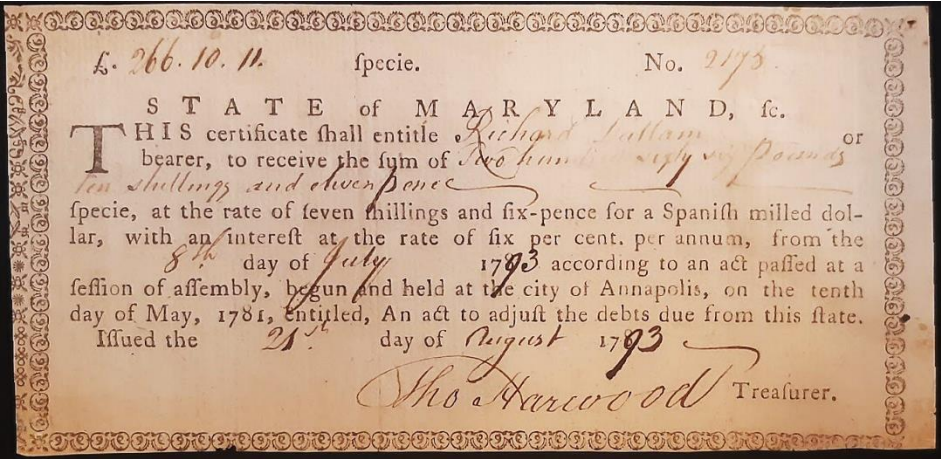 £. 266. 10. 11. ſpecie. No. 2175
STATE of MARYLAND, ſc.
THIS certificate ſhall entitle Richard Dallam or
bearer, to receive the ſum of Two hundred sixty six pounds
ten shillings and eleven pence
ſpecie, at the rate of ſeven ſhillings and ſix-pence for a Spaniſh milled dol-
lar, with an intereſt at the rate of ſix per cent. per annum, from the
8th day of July 1793 according to an act paſſed at a
ſeſſion of aſſembly, begun and held at the city of Annapolis, on the tenth
day of May, 1781, entitled, An act to adjuſt the debts due from this ſtate.
Iſſued the 21st day of August 1793
Tho Harwood Treaſurer.